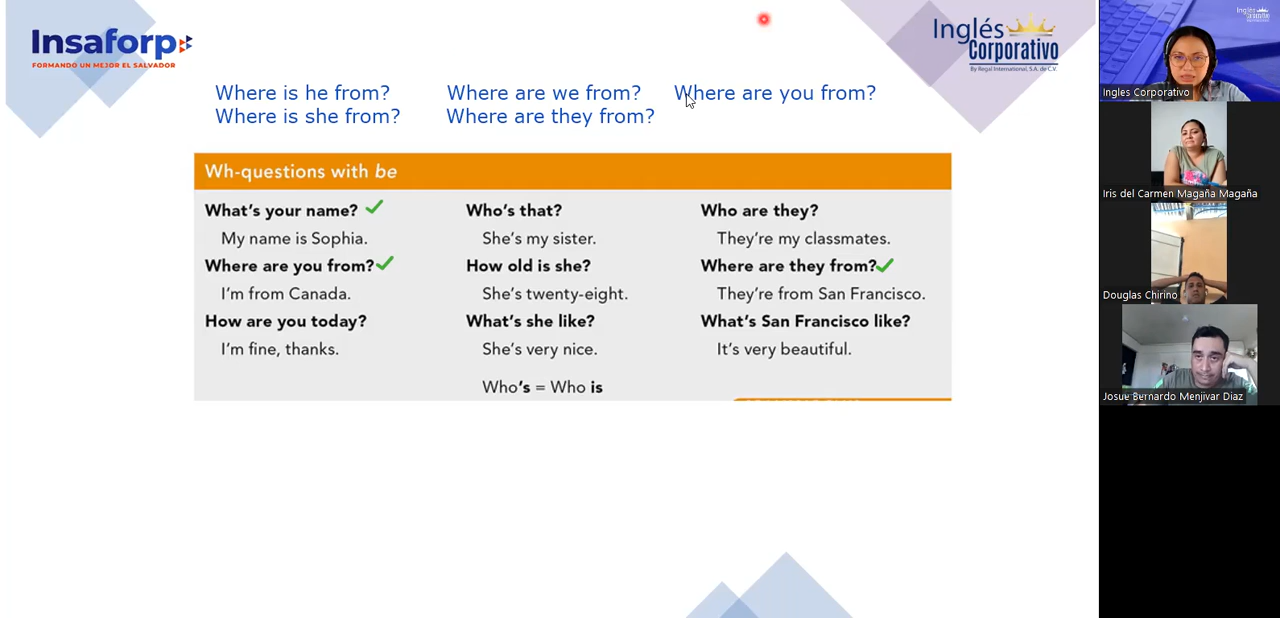 Insaforp
FORMANDO UN MEJOR EL SALVADOR
Inglés
Corporativo
By Regal International, S.A. de C.V.
Where is he from?
Where is she from?
Where are we from?
Where are they from?
Where are you from?
Wh-questions with be
What's your name?
My name is Sophia.
Where are you from?
I'm from Canada.
How are you today?
I'm fine, thanks.
Who's that?
She's my sister.
How old is she?
She's twenty-eight.
What's she like?
She's very nice.
Who's = Who is
Who are they?
They're my classmates.
Where are they from?
They're from San Francisco.
What's San Francisco like?
It's very beautiful.
Inglés
Ingles Corporativo
Iris del Carmen Magaña Magaña
Douglas Chirino
Josue Bernardo Menjivar Diaz